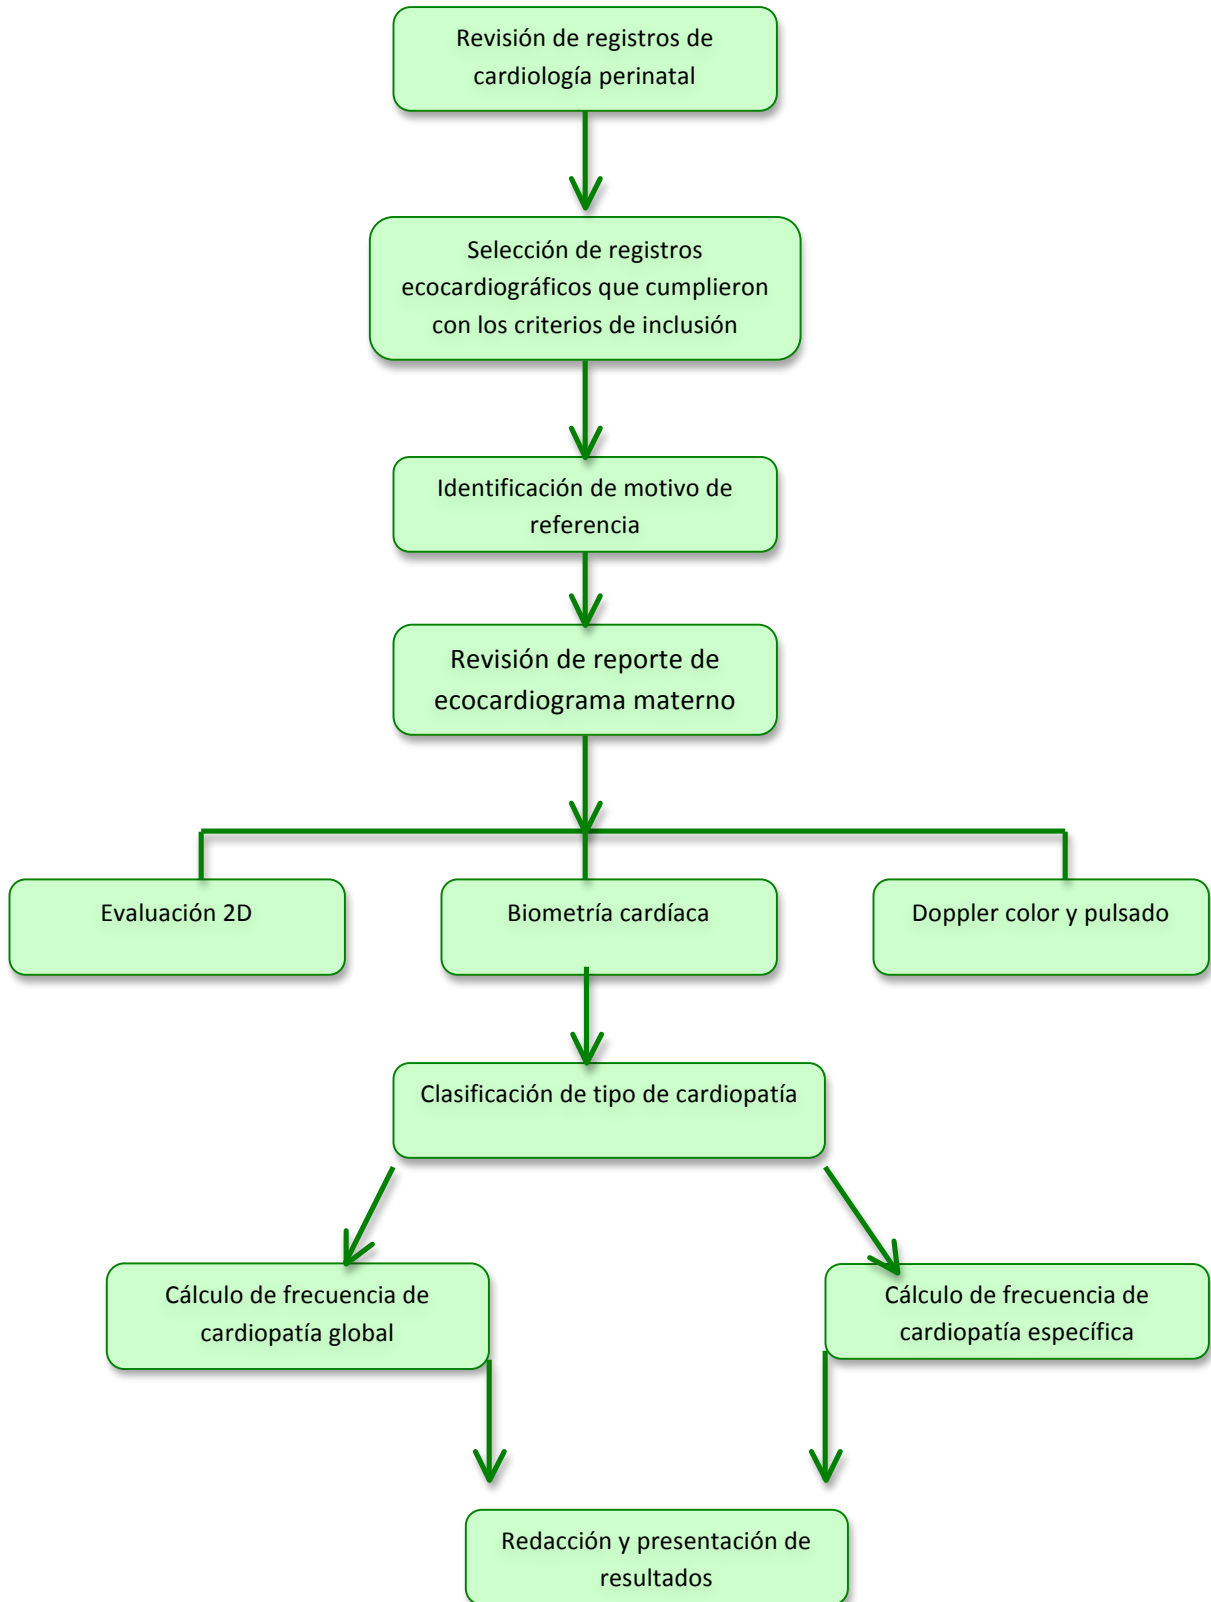 Revisión de registros de
cardiología perinatal
Selección de registros
ecocardiográficos que cumplieron
con los criterios de inclusión
Identificación de motivo de
referencia
Revisión de reporte de
ecocardiograma materno
Evaluación 2D
Biometría cardíaca
Doppler color y pulsado
Clasificación de tipo de cardiopatía
Cálculo de frecuencia de
cardiopatía global
Cálculo de frecuencia de
cardiopatía específica
Redacción y presentación de
resultados